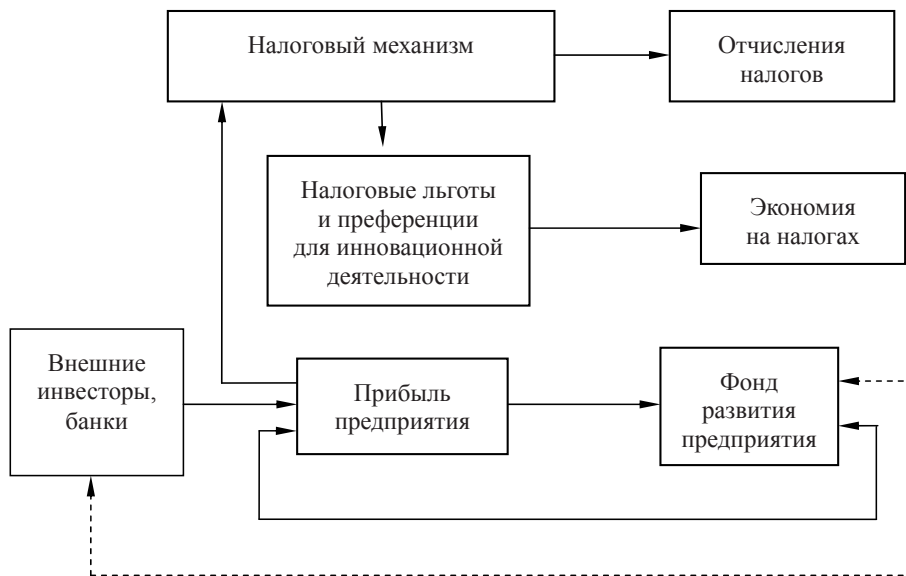 Налоговый механизм
Отчисления
налогов
Налоговые льготы
и преференции
для инновационной
деятельности
Экономия
на налогах
Внешние
инвесторы,
банки
Прибыль
предприятия
Фонд
развития
предприятия